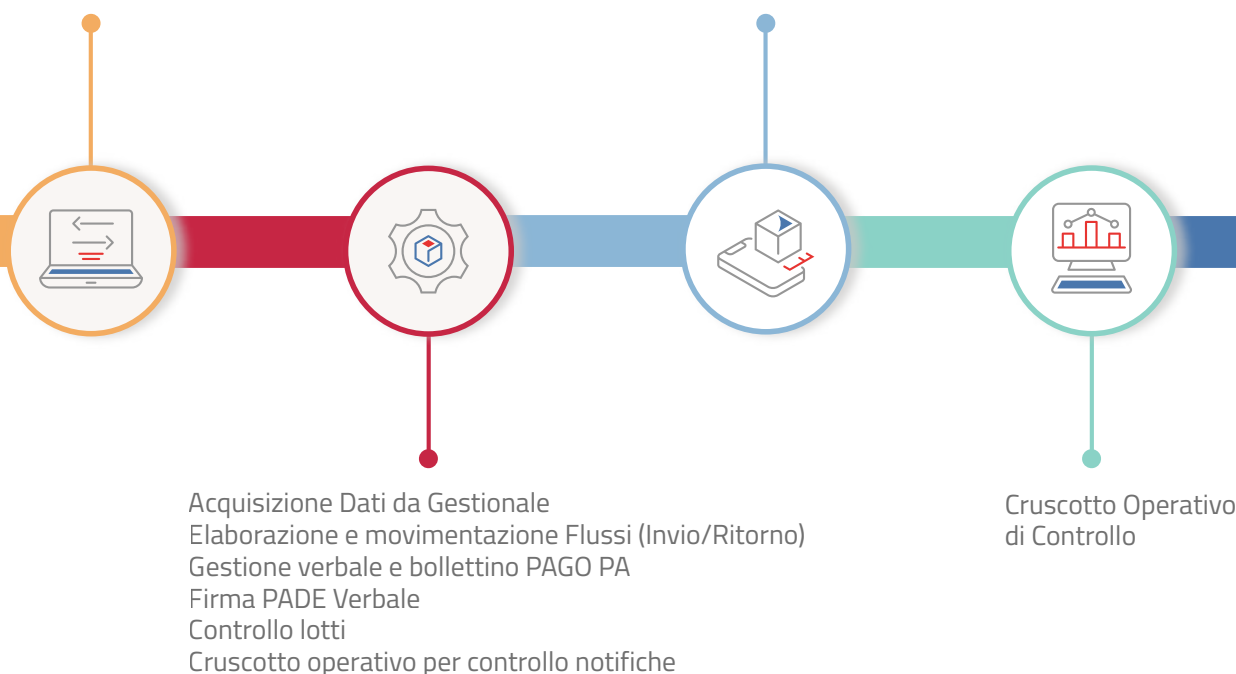 Acquisizione Dati da Gestionale
Elaborazione e movimentazione Flussi (Invio/Ritorno)
Gestione verbale e bollettino PAGO PA
Firma PADE Verbale
Controllo lotti
Cruscotto operativo per controllo notifiche
Cruscotto Operativo
di Controllo